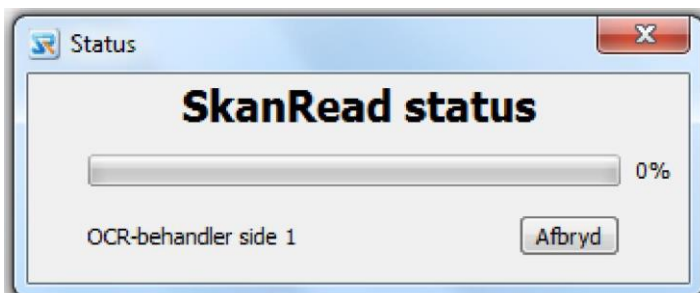 Status
SkanRead status
0%
OCR-behandler side 1
Afbryd